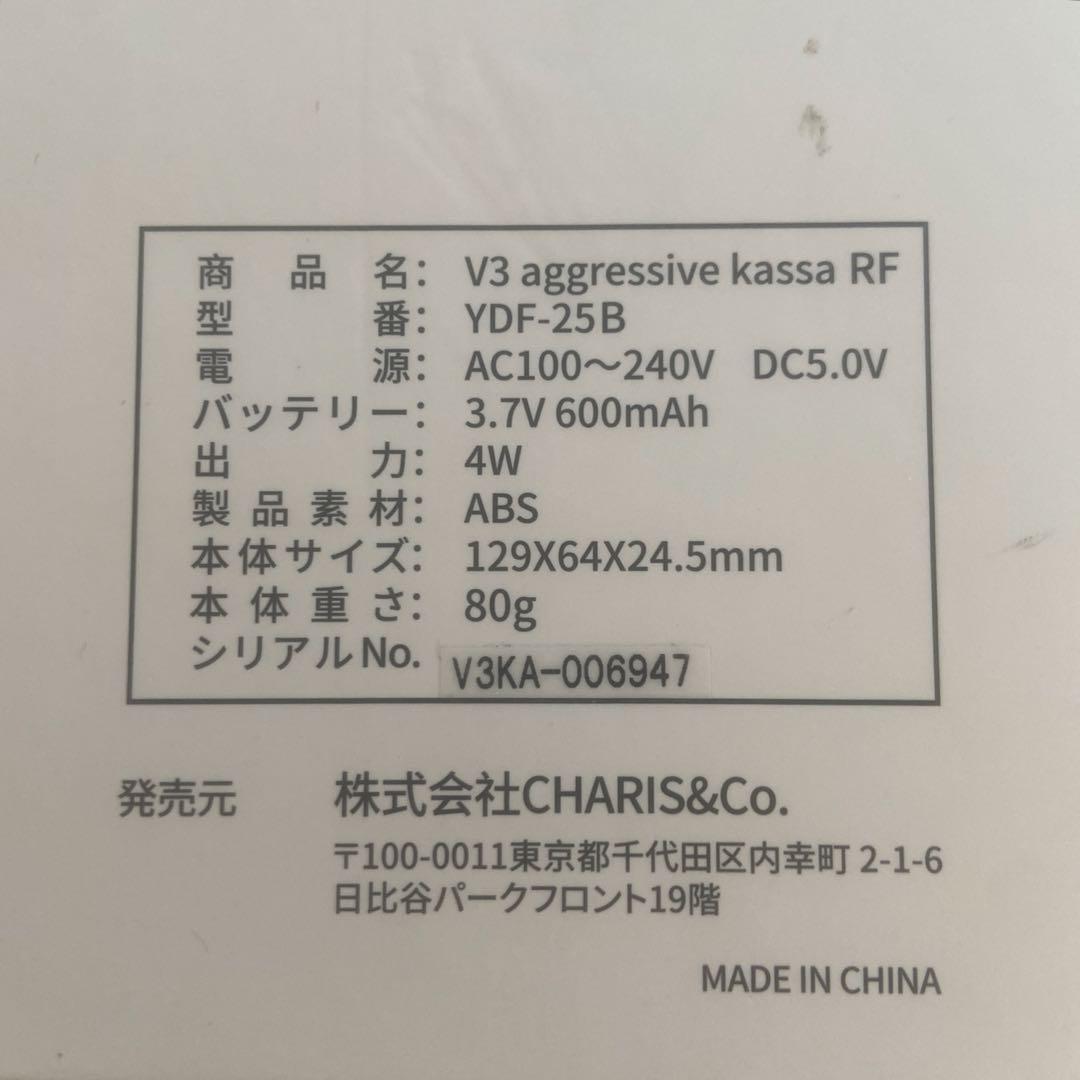 商品名： V3 aggressive kassa RF
型番： YDF-25B
電源： AC100～240V DC5.0V
バッテリー： 3.7V 600mAh
出力： 4W
製品素材： ABS
本体サイズ： 129X64X24.5mm
本体重さ： 80g
シリアルNo. V3KA-006947
発売元 株式会社CHARIS&Co.
〒100-0011東京都千代田区内幸町 2-1-6
日比谷パークフロント19階
MADE IN CHINA